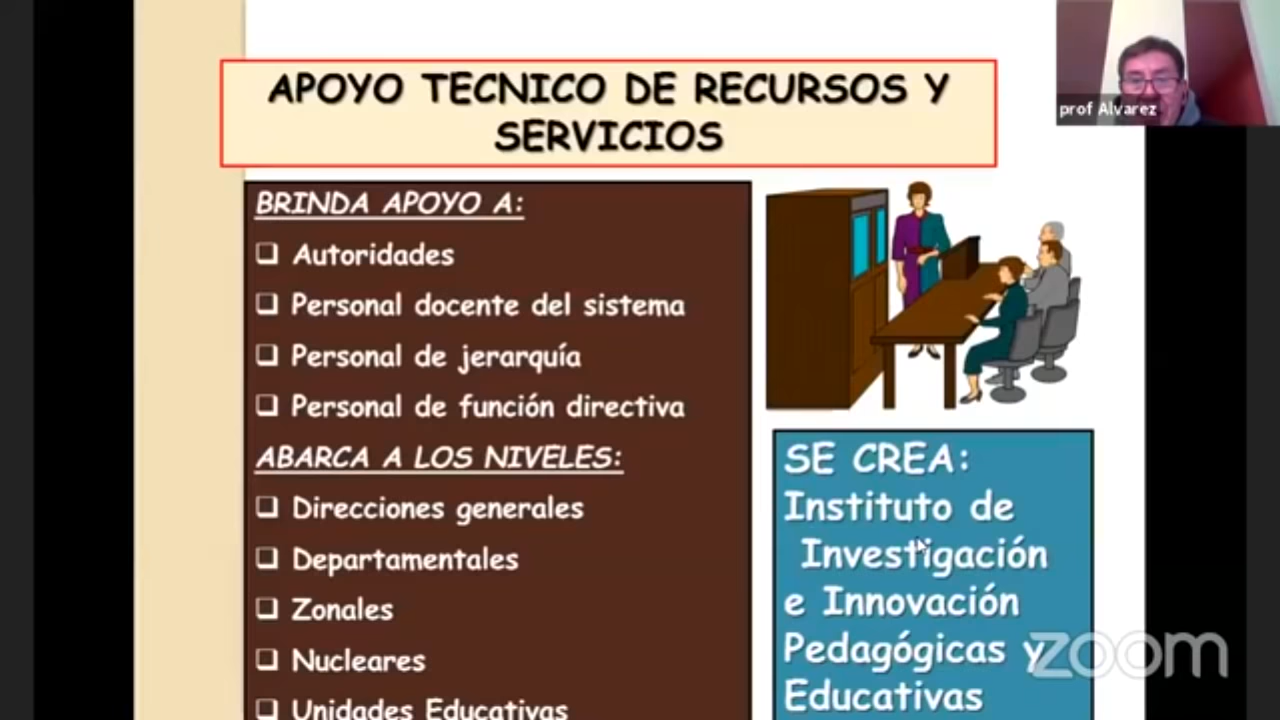 APOYO TECNICO DE RECURSOS Y
SERVICIOS
prof Alvarez
BRINDA APOYO A:
Autoridades
Personal docente del sistema
Personal de jerarquía
Personal de función directiva
ABARCA A LOS NIVELES:
Direcciones generales
Departamentales
Zonales
Nucleares
Unidades Educativas
SE CREA:
Instituto de
Investigación
e Innovación
Pedagógicas y
Educativas
zoom